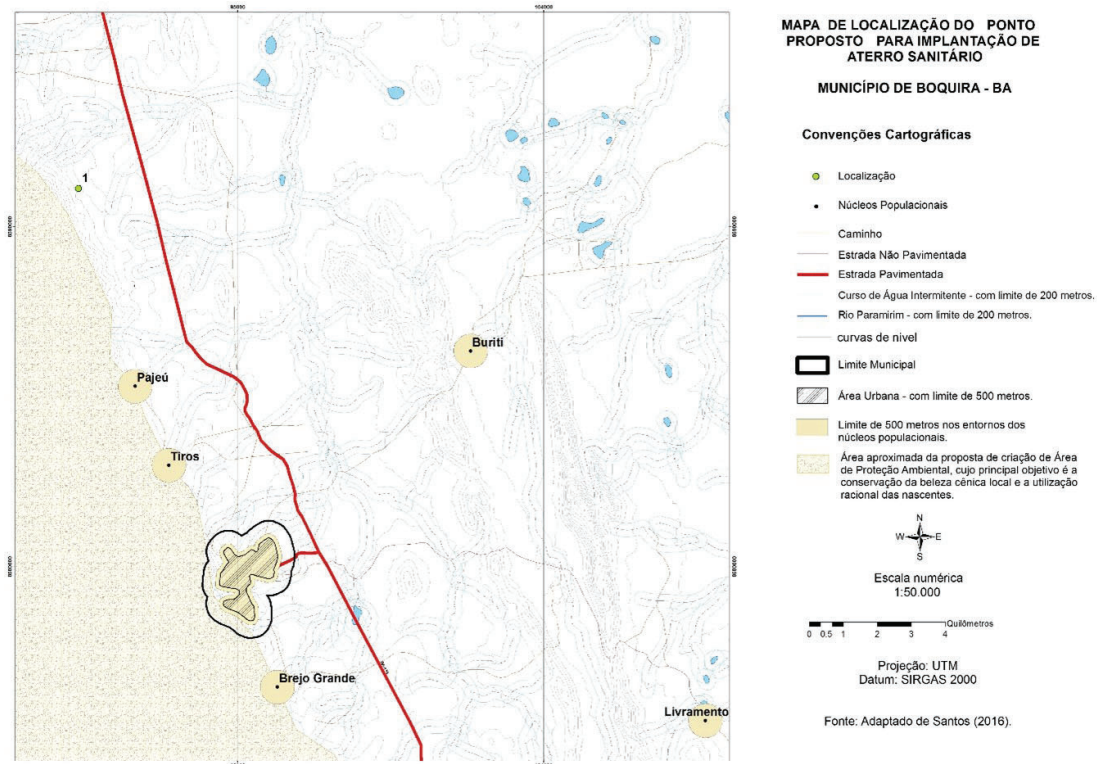 MAPA DE LOCALIZAÇÃO DO PONTO
PROPOSTO PARA IMPLANTAÇÃO DE
ATERRO SANITÁRIO
MUNICÍPIO DE BOQUIRA - BA
Convenções Cartográficas
Localização
Núcleos Populacionais
Caminho
Estrada Não Pavimentada
Estrada Pavimentada
Curso de Água Intermitente - com limite de 200 metros.
Rio Paramirim - com limite de 200 metros.
curvas de nível
Limite Municipal
Área Urbana - com limite de 500 metros.
Limite de 500 metros nos entornos dos
núcleos populacionais.
Área aproximada da proposta de criação de Área
de Proteção Ambiental, cujo principal objetivo é a
conservação da beleza cênica local e a utilização
racional das nascentes.
N
W E
S
Escala numérica
1:50.000
Quilômetros
0 0.5 1 2 3 4
Projeção: UTM
Datum: SIRGAS 2000
Fonte: Adaptado de Santos (2016).
1
Buriti
Pajeú
Tiros
Brejo Grande
Livramento